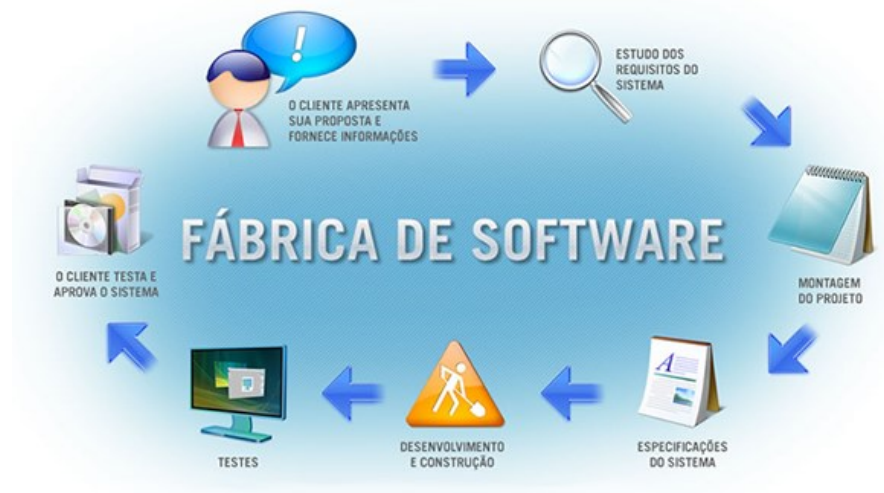 O CLIENTE APRESENTA
SUA PROPOSTA E
FORNECE INFORMAÇÕES
ESTUDO DOS
REQUISITOS DO
SISTEMA
FÁBRICA DE SOFTWARE
MONTAGEM
DO PROJETO
ESPECIFICAÇÕES
DO SISTEMA
DESENVOLVIMENTO
E CONSTRUÇÃO
TESTES
O CLIENTE TESTA E
APROVA O SISTEMA